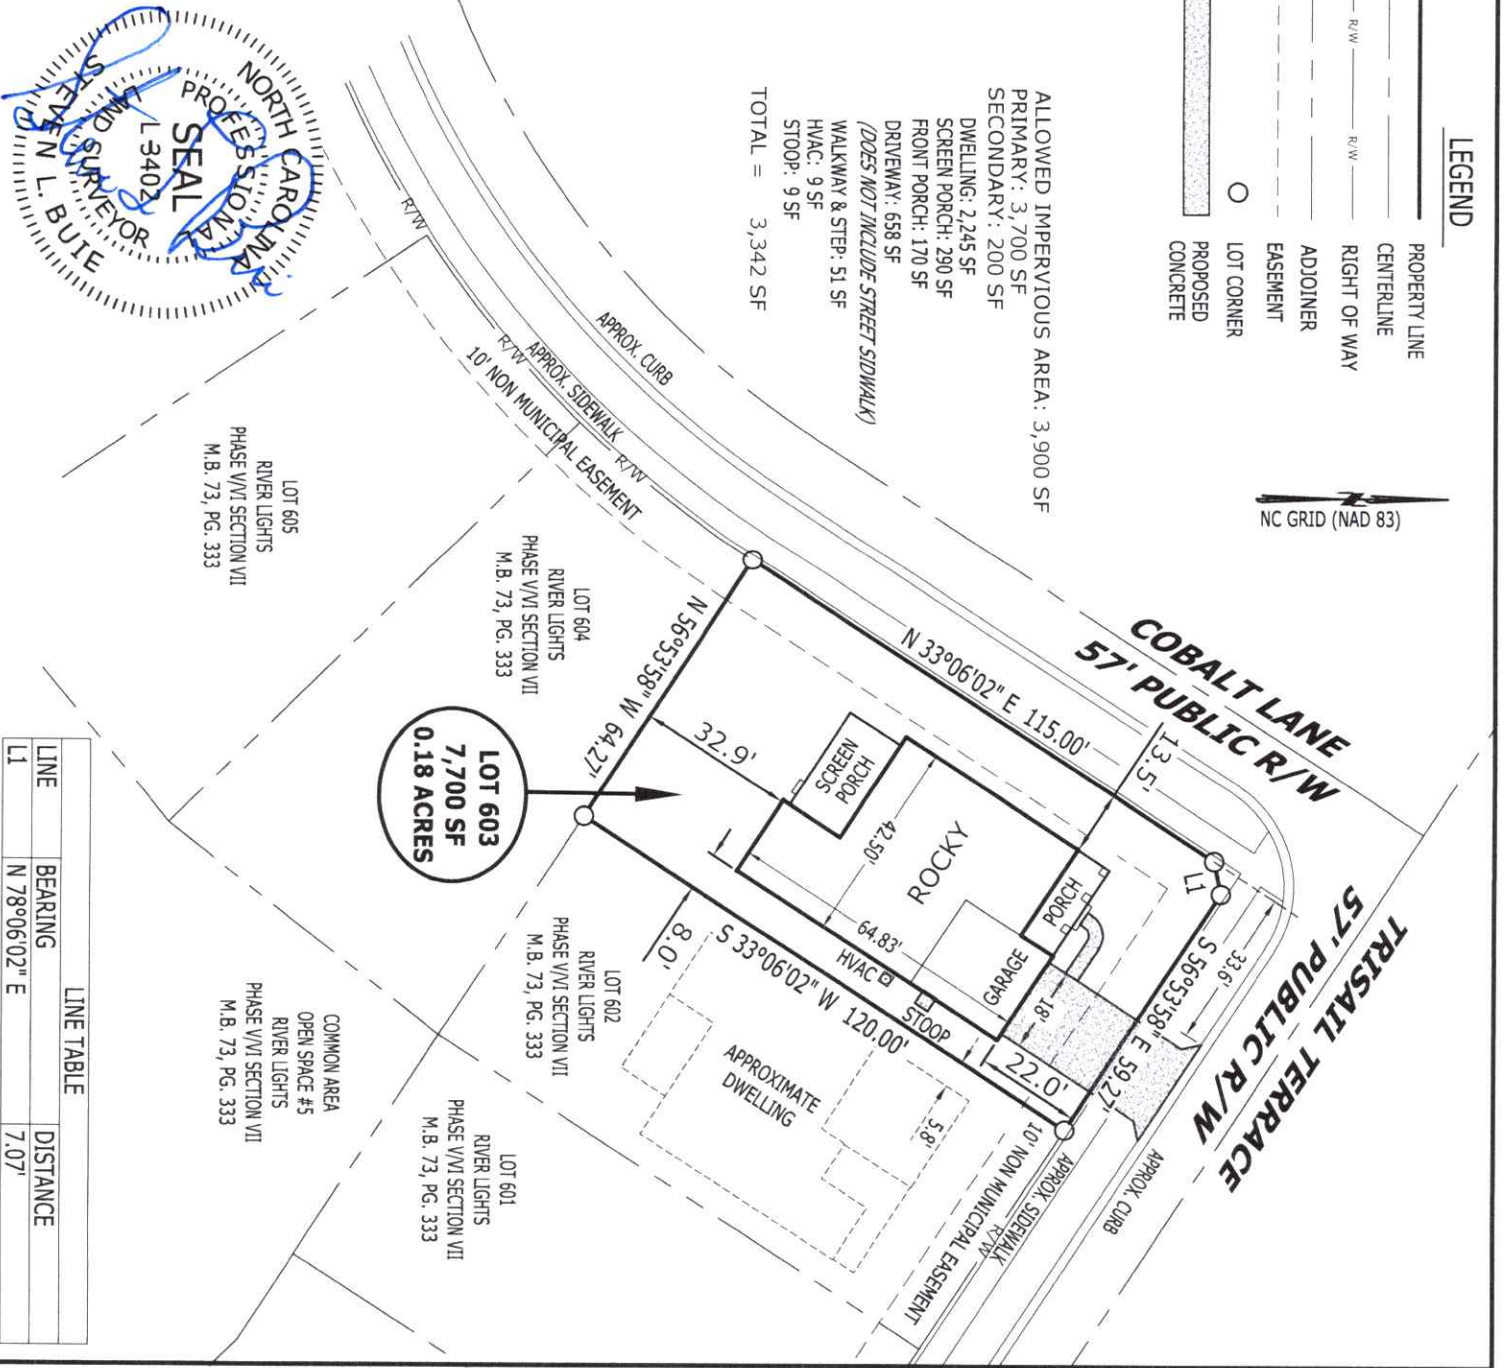 LEGEND
PROPERTY LINE
CENTERLINE
R/W R/W RIGHT OF WAY
ADJOINER
EASEMENT
LOT CORNER
PROPOSED
CONCRETE
NC GRID (NAD 83)
ALLOWED IMPERVIOUS AREA: 3,900 SF
PRIMARY: 3,700 SF
SECONDARY: 200 SF
DWELLING: 2,245 SF
SCREEN PORCH: 290 SF
FRONT PORCH: 170 SF
DRIVEWAY: 658 SF
(DOES NOT INCLUDE STREET SIDWALK)
WALKWAY & STEP: 51 SF
HVAC: 9 SF
STOOP: 9 SF
TOTAL = 3,342 SF
COBALT LANE
57' PUBLIC R/W
TRISAIL TERRACE
57' PUBLIC R/W
APPROX. CURB
APPROX. SIDEWALK
10' NON MUNICIPAL EASEMENT
R/W
R/W
R/W
N 33°06'02" E 115.00'
13.5'
L1
33.6'
S 56°53'58" E 59.27'
N 56°53'58" W 64.27'
S 33°06'02" W 120.00'
32.9'
SCREEN
PORCH
42.50'
ROCKY
64.83'
PORCH
GARAGE
18'
HVAC
STOOP
22.0'
8.0'
5.8'
APPROXIMATE
DWELLING
10' NON MUNICIPAL EASEMENT
R/W
APPROX. SIDEWALK
APPROX. CURB
LOT 603
7,700 SF
0.18 ACRES
LOT 604
RIVER LIGHTS
PHASE V/VI SECTION VII
M.B. 73, PG. 333
LOT 605
RIVER LIGHTS
PHASE V/VI SECTION VII
M.B. 73, PG. 333
LOT 602
RIVER LIGHTS
PHASE V/VI SECTION VII
M.B. 73, PG. 333
LOT 601
RIVER LIGHTS
PHASE V/VI SECTION VII
M.B. 73, PG. 333
COMMON AREA
OPEN SPACE #5
RIVER LIGHTS
PHASE V/VI SECTION VII
M.B. 73, PG. 333
NORTH CAROLINA
PROFESSIONAL
SEAL
L-3402
LAND SURVEYOR
STEVEN L. BUIE
LINE TABLE
LINE BEARING DISTANCE
L1 N 78°06'02" E 7.07'